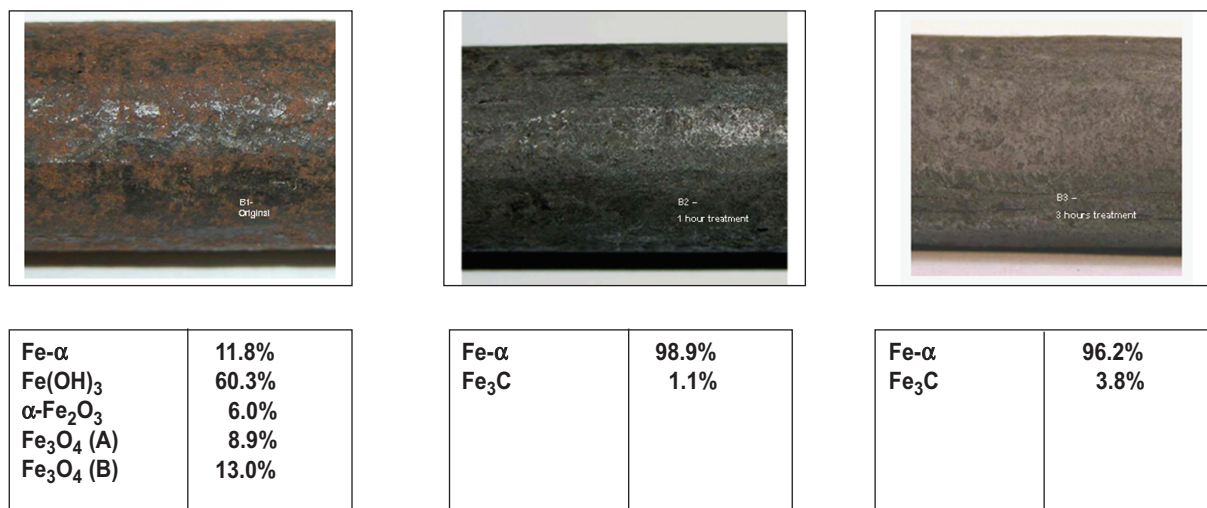 B1-
Original
B2 –
1 hour treatment
B3 –
3 hours treatment
Fe-α 11.8%
Fe(OH)₃ 60.3%
α-Fe₂O₃ 6.0%
Fe₃O₄ (A) 8.9%
Fe₃O₄ (B) 13.0%
Fe-α 98.9%
Fe₃C 1.1%
Fe-α 96.2%
Fe₃C 3.8%